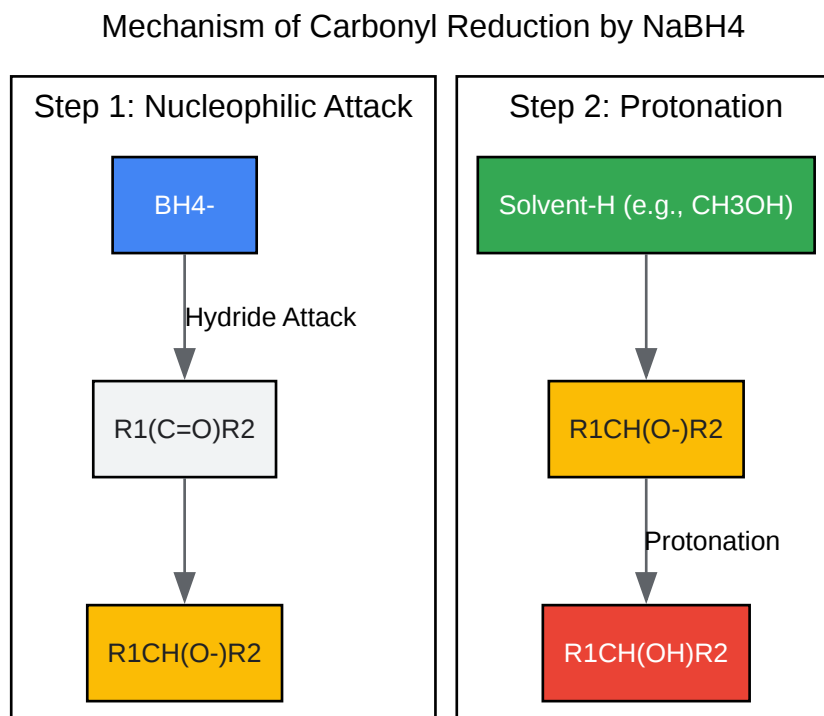 Mechanism of Carbonyl Reduction by NaBH4
Step 1: Nucleophilic Attack
BH4-
Hydride Attack
R1(C=O)R2
R1CH(O-)R2
Step 2: Protonation
Solvent-H (e.g., CH3OH)
R1CH(O-)R2
Protonation
R1CH(OH)R2